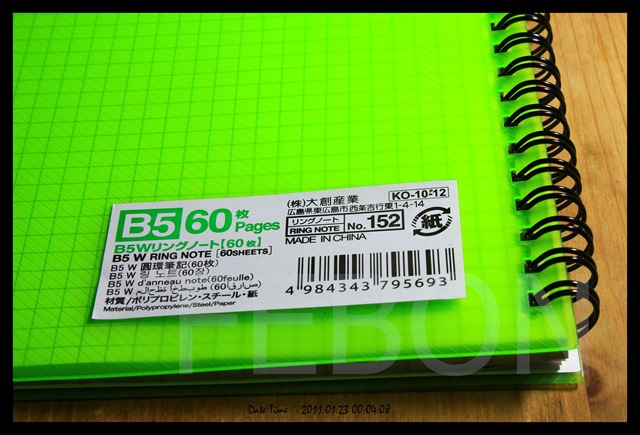 B5 60枚 Pages
B5Wリングノート【60枚】
B5 W RING NOTE [60SHEETS]
B5 W 圓環筆記(60枚)
B5 W 링 노트(60장)
B5 W d'anneau note(60feuille)
B5 W
材質/ポリプロピレン・スチール・紙
Material/Polypropylene/Steel/Paper
(株)大創産業
広島県東広島市西条吉行東1-4-14
リングノート
RING NOTE No. 152
MADE IN CHINA
KO-10-12
紙
4 984343 795693
FEBON
Date Time : 2011.01.23 00:04:08